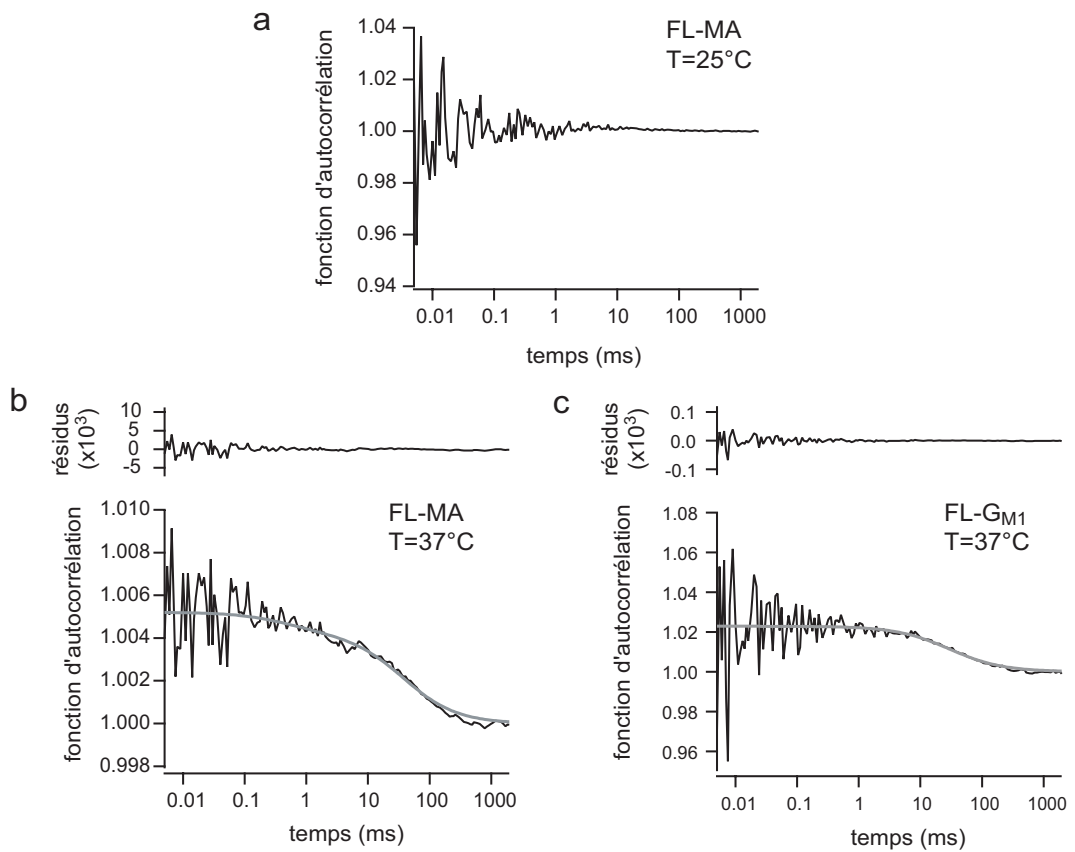 a
FL-MA
T=25°C
fonction d'autocorrélation
1.04
1.02
1.00
0.98
0.96
0.94
0.01 0.1 1 10 100 1000
temps (ms)
b
résidus
(x10³)
10
5
0
-5
FL-MA
T=37°C
fonction d'autocorrélation
1.010
1.008
1.006
1.004
1.002
1.000
0.998
0.01 0.1 1 10 100 1000
temps (ms)
c
résidus
(x10³)
0.1
0.0
-0.1
FL-G_M1
T=37°C
fonction d'autocorrélation
1.08
1.06
1.04
1.02
1.00
0.98
0.96
0.01 0.1 1 10 100 1000
temps (ms)